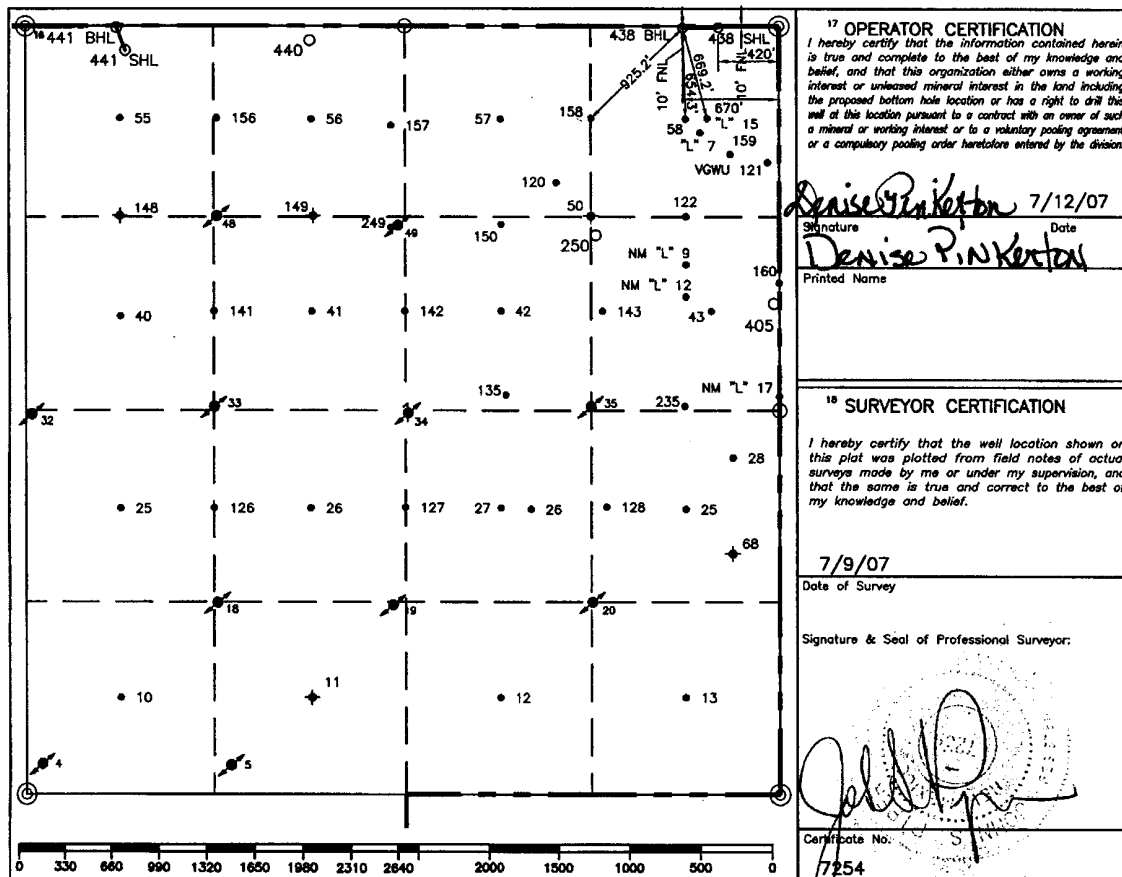 16 441 BHL
441 SHL
440
438 BHL
438 SHL
420'
925.2'
10' FNL
654.3'
669.2'
10' FNL
670'
55
156
56
157
57
158
58
"L" 15
"L" 7
159
VGWU 121
120
148
48
149
249
49
150
50
122
250
NM "L" 9
NM "L" 12
160
40
141
41
142
42
143
43
405
135
NM "L" 17
32
33
34
35
235
28
25
126
26
127
27
26
128
25
68
18
19
20
10
11
12
13
4
5
0 330 660 990 1320 1650 1980 2310 2640 2000 1500 1000 500 0
17 OPERATOR CERTIFICATION
I hereby certify that the information contained herein
is true and complete to the best of my knowledge and
belief, and that this organization either owns a working
interest or unleased mineral interest in the land including
the proposed bottom hole location or has a right to drill this
well at this location pursuant to a contract with an owner of such
a mineral or working interest or to a voluntary pooling agreement
or a compulsory pooling order heretofore entered by the division.
Denise Pinkerton 7/12/07
Signature Date
Denise Pinkerton
Printed Name
18 SURVEYOR CERTIFICATION
I hereby certify that the well location shown on
this plat was plotted from field notes of actual
surveys made by me or under my supervision, and
that the same is true and correct to the best of
my knowledge and belief.
7/9/07
Date of Survey
Signature & Seal of Professional Surveyor:
Certificate No.
7254